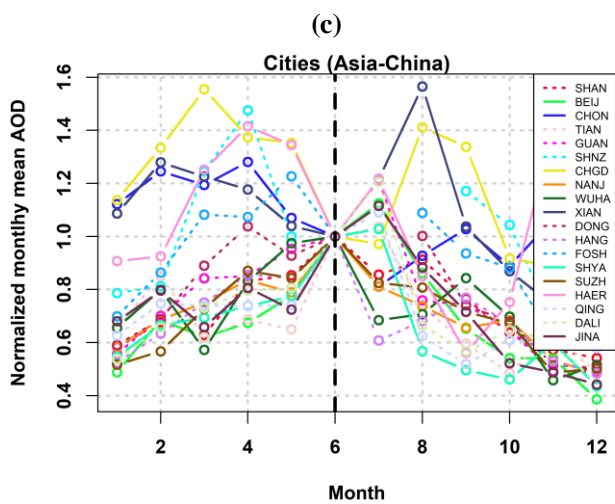 (c)
Cities (Asia-China)
Normalized monthly mean AOD
1.6
1.4
1.2
1.0
0.8
0.6
0.4
SHAN
BEIJ
CHON
TIAN
GUAN
SHNZ
CHGD
NANJ
WUHA
XIAN
DONG
HANG
FOSH
SHYA
SUZH
HAER
QING
DALI
JINA
2 4 6 8 10 12
Month